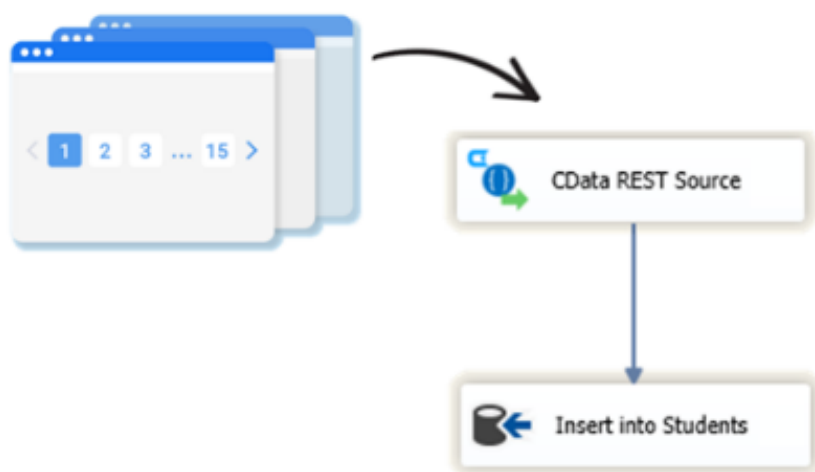 < 1 2 3 ... 15 >
CData REST Source
Insert into Students